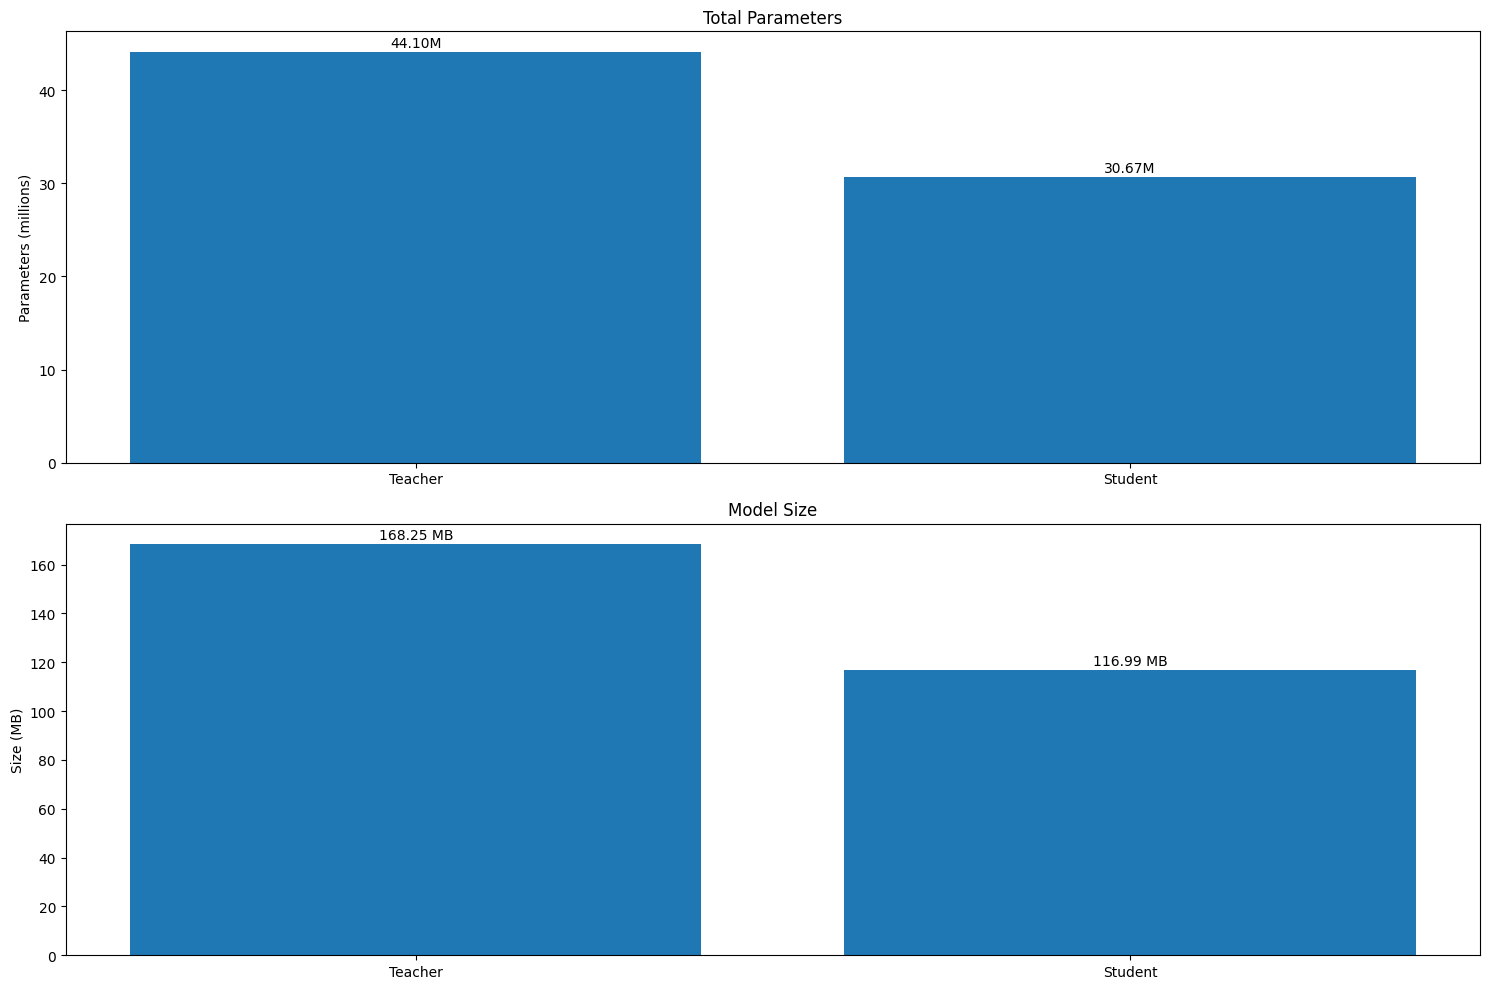 Total Parameters
44.10M
30.67M
Parameters (millions)
40
30
20
10
0
Teacher
Student
Model Size
168.25 MB
116.99 MB
Size (MB)
160
140
120
100
80
60
40
20
0
Teacher
Student